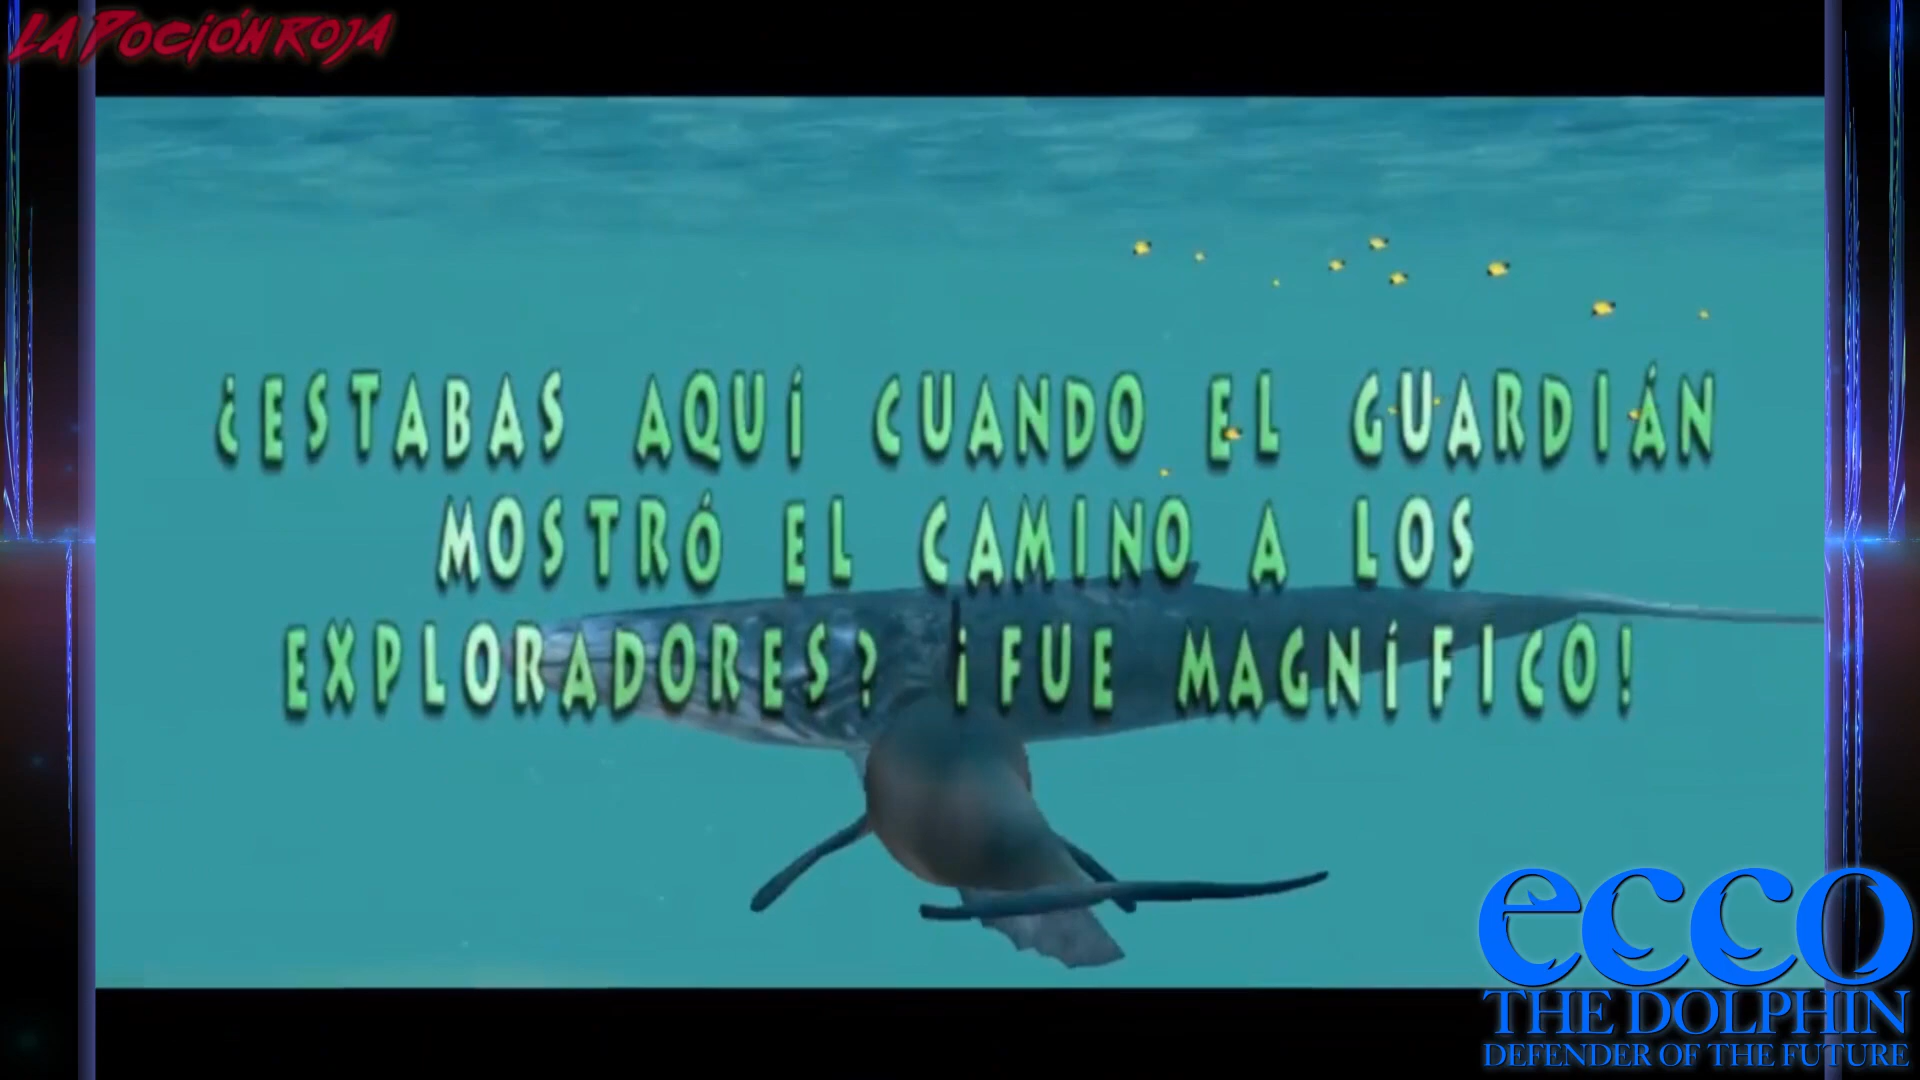 LA POCIÓN ROJA
¿ESTABAS AQUÍ CUANDO EL GUARDIÁN
MOSTRÓ EL CAMINO A LOS
EXPLORADORES? ¡FUE MAGNÍFICO!
ecco
THE DOLPHIN
DEFENDER OF THE FUTURE